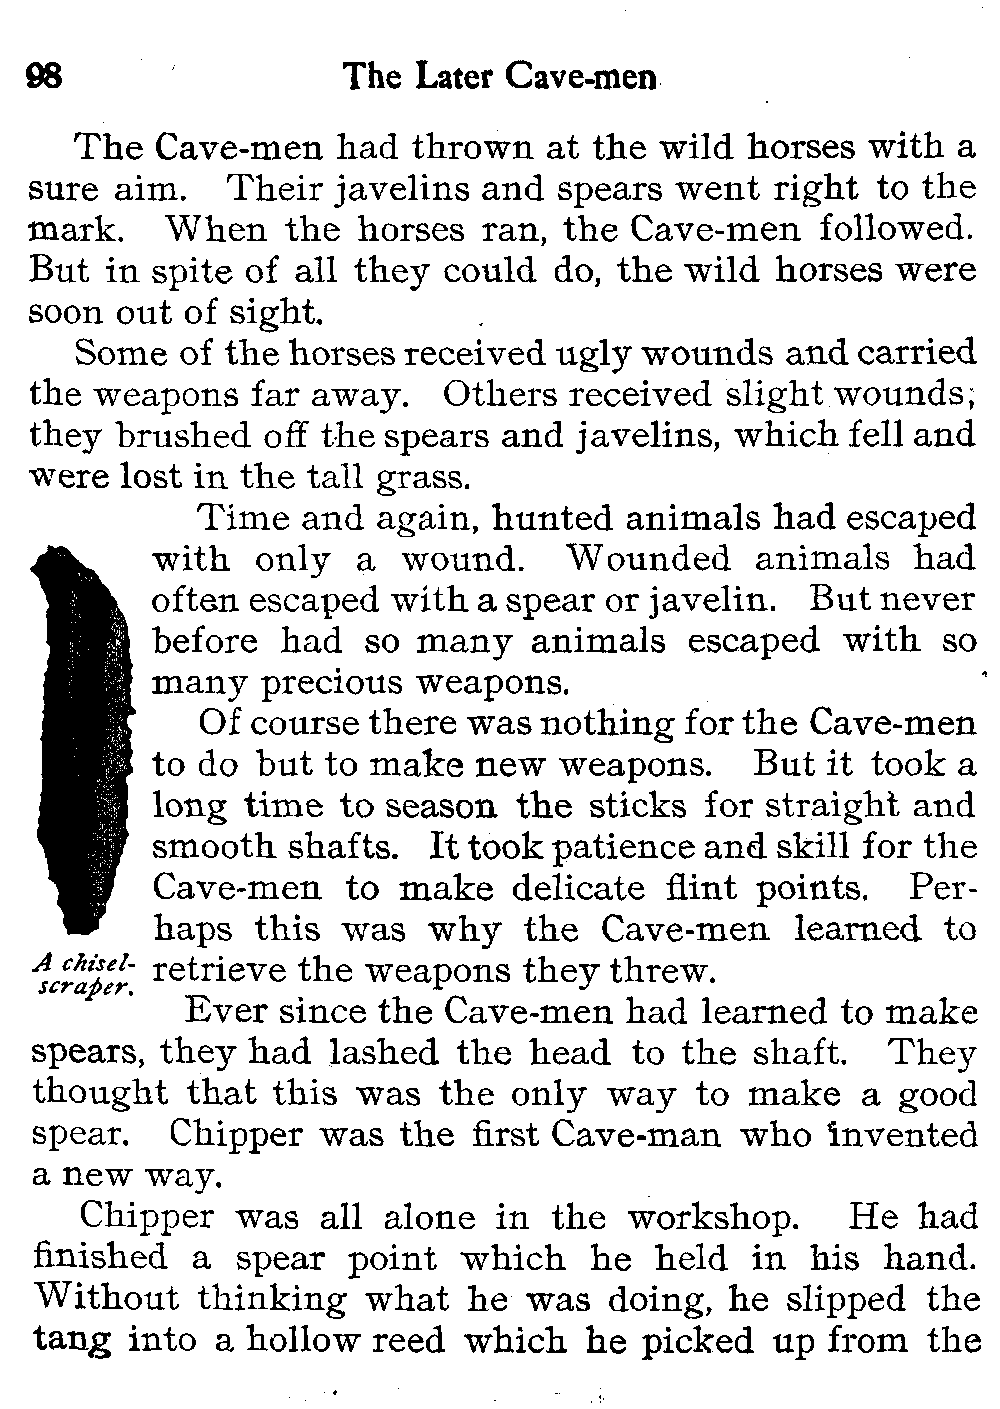 98 The Later Cave-men
The Cave-men had thrown at the wild horses with a
sure aim. Their javelins and spears went right to the
mark. When the horses ran, the Cave-men followed.
But in spite of all they could do, the wild horses were
soon out of sight.
Some of the horses received ugly wounds and carried
the weapons far away. Others received slight wounds;
they brushed off the spears and javelins, which fell and
were lost in the tall grass.
Time and again, hunted animals had escaped
with only a wound. Wounded animals had
often escaped with a spear or javelin. But never
before had so many animals escaped with so
many precious weapons.
Of course there was nothing for the Cave-men
to do but to make new weapons. But it took a
long time to season the sticks for straight and
smooth shafts. It took patience and skill for the
Cave-men to make delicate flint points. Per-
haps this was why the Cave-men learned to
retrieve the weapons they threw.
A chisel-
scraper.
Ever since the Cave-men had learned to make
spears, they had lashed the head to the shaft. They
thought that this was the only way to make a good
spear. Chipper was the first Cave-man who invented
a new way.
Chipper was all alone in the workshop. He had
finished a spear point which he held in his hand.
Without thinking what he was doing, he slipped the
tang into a hollow reed which he picked up from the